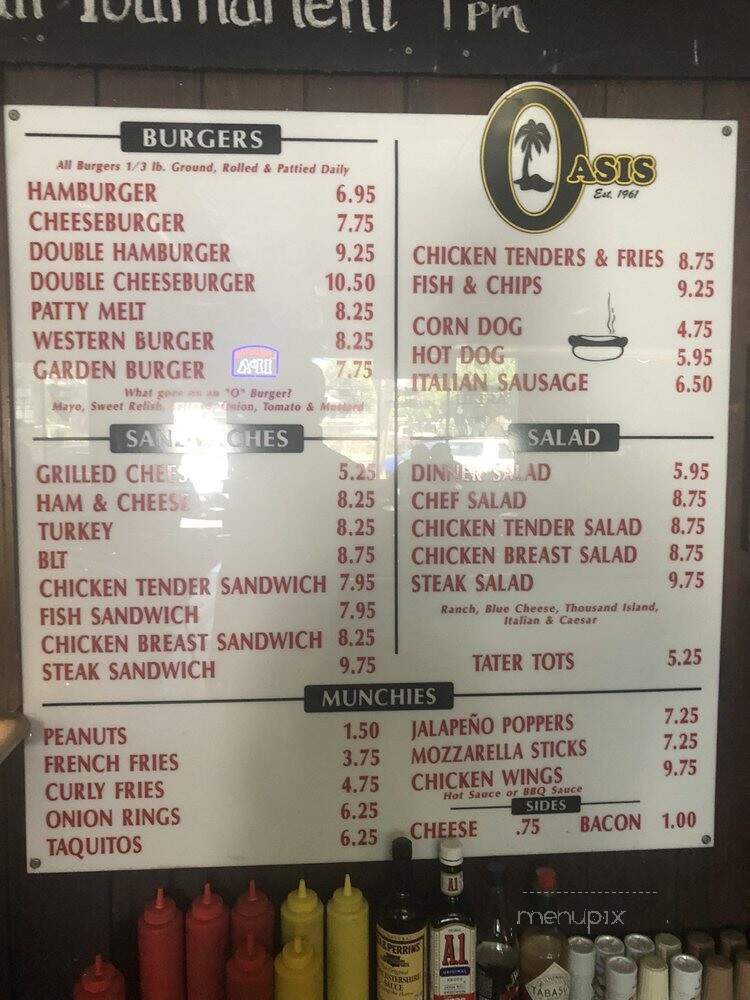 Tournament 1 pm
OASIS
Est. 1961
BURGERS
All Burgers 1/3 lb. Ground, Rolled & Pattied Daily
HAMBURGER 6.95
CHEESEBURGER 7.75
DOUBLE HAMBURGER 9.25
DOUBLE CHEESEBURGER 10.50
PATTY MELT 8.25
WESTERN BURGER 8.25
GARDEN BURGER 7.75
What goes on an "O" Burger?
Mayo, Sweet Relish, Onion, Tomato & Mustard
CHICKEN TENDERS & FRIES 8.75
FISH & CHIPS 9.25
CORN DOG 4.75
HOT DOG 5.95
ITALIAN SAUSAGE 6.50
SANDWICHES
GRILLED CHEESE 5.25
HAM & CHEESE 8.25
TURKEY 8.25
BLT 8.75
CHICKEN TENDER SANDWICH 7.95
FISH SANDWICH 7.95
CHICKEN BREAST SANDWICH 8.25
STEAK SANDWICH 9.75
SALAD
DINNER SALAD 5.95
CHEF SALAD 8.75
CHICKEN TENDER SALAD 8.75
CHICKEN BREAST SALAD 8.75
STEAK SALAD 9.75
Ranch, Blue Cheese, Thousand Island,
Italian & Caesar
TATER TOTS 5.25
MUNCHIES
PEANUTS 1.50
FRENCH FRIES 3.75
CURLY FRIES 4.75
ONION RINGS 6.25
TAQUITOS 6.25
JALAPEÑO POPPERS 7.25
MOZZARELLA STICKS 7.25
CHICKEN WINGS 9.75
Hot Sauce or BBQ Sauce
SIDES
CHEESE .75 BACON 1.00
menupix
PERRINS
A1
A1
TABASCO